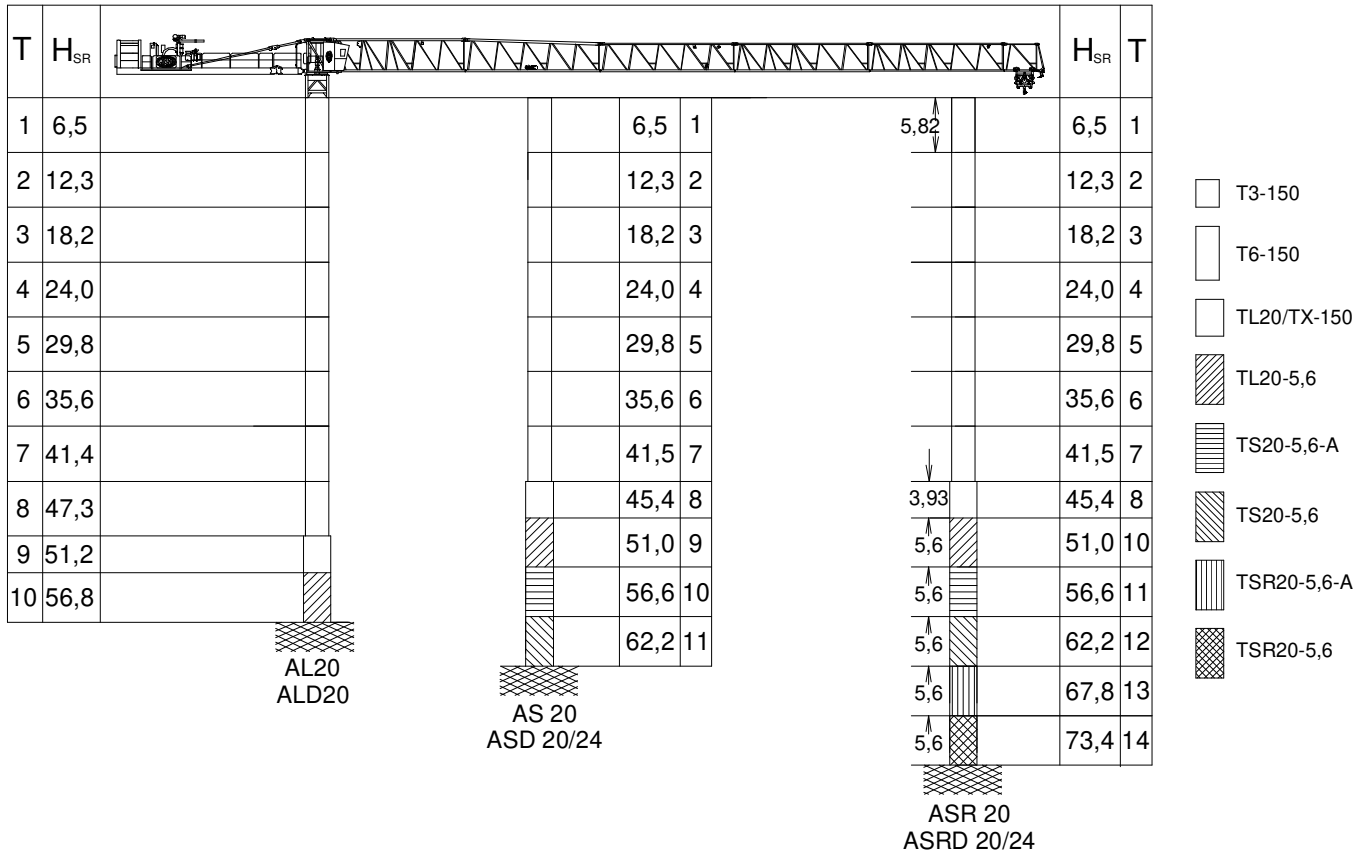 T HSR HSR T
1 6,5 6,5 1 5,82 6,5 1
2 12,3 12,3 2 12,3 2
3 18,2 18,2 3 18,2 3
4 24,0 24,0 4 24,0 4
5 29,8 29,8 5 29,8 5
6 35,6 35,6 6 35,6 6
7 41,4 41,5 7 41,5 7
8 47,3 45,4 8 3,93 45,4 8
9 51,2 51,0 9 5,6 51,0 10
10 56,8 56,6 10 5,6 56,6 11
62,2 11 5,6 62,2 12
5,6 67,8 13
5,6 73,4 14
AL20
ALD20
AS 20
ASD 20/24
ASR 20
ASRD 20/24
T3-150
T6-150
TL20/TX-150
TL20-5,6
TS20-5,6-A
TS20-5,6
TSR20-5,6-A
TSR20-5,6